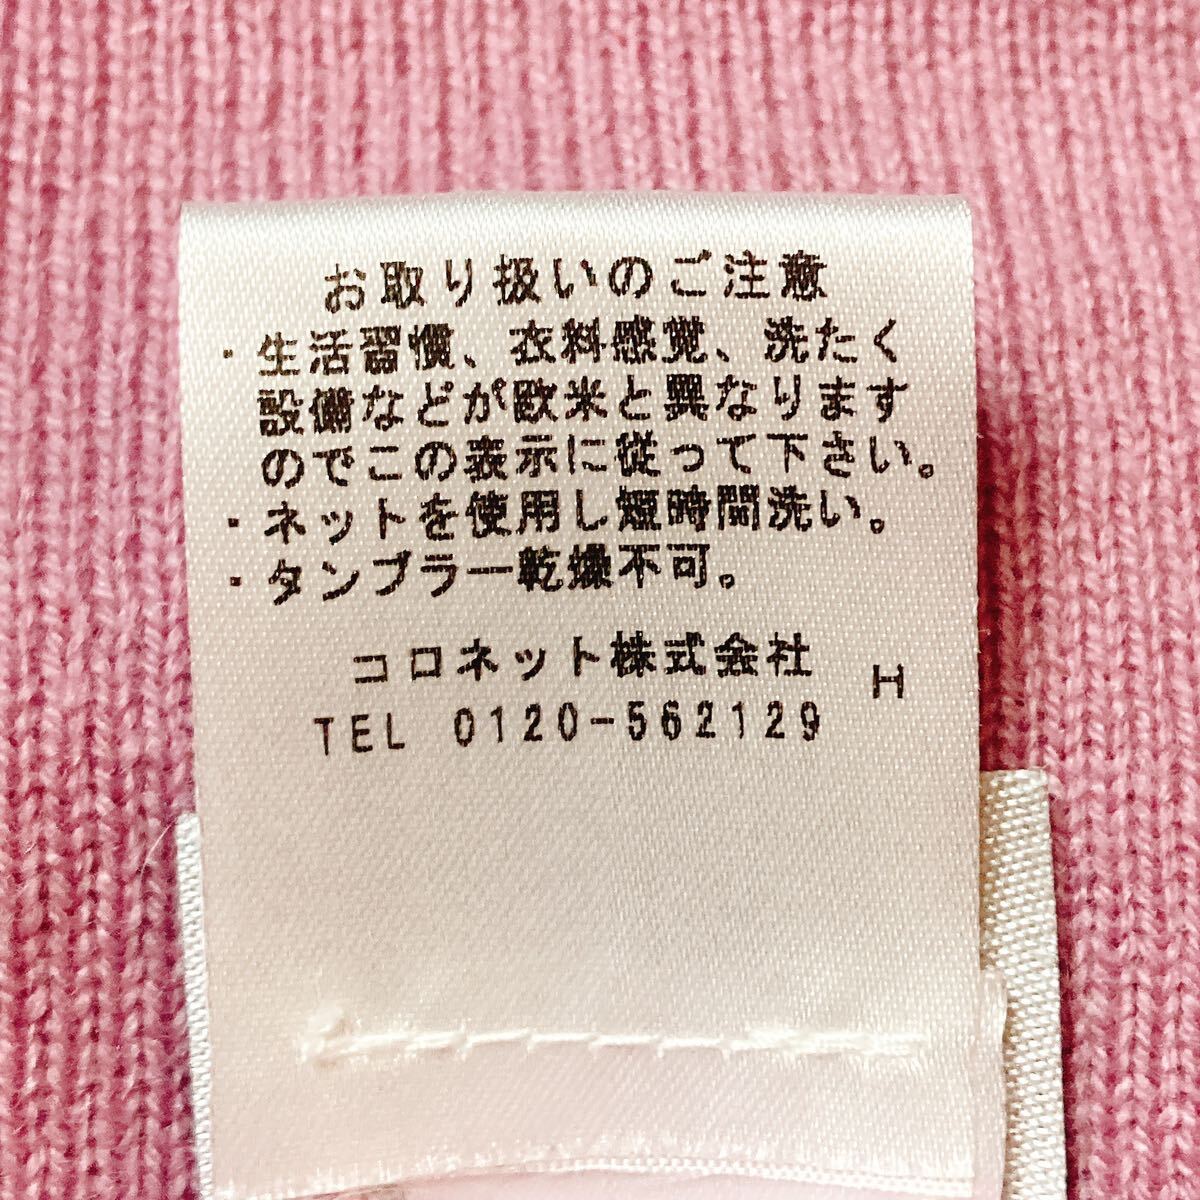 お取り扱いのご注意
・生活習慣、衣料感覚、洗たく
設備などが欧米と異なります
のでこの表示に従って下さい。
・ネットを使用し短時間洗い。
・タンブラー乾燥不可。
コロネット株式会社 H
TEL 0120-562129